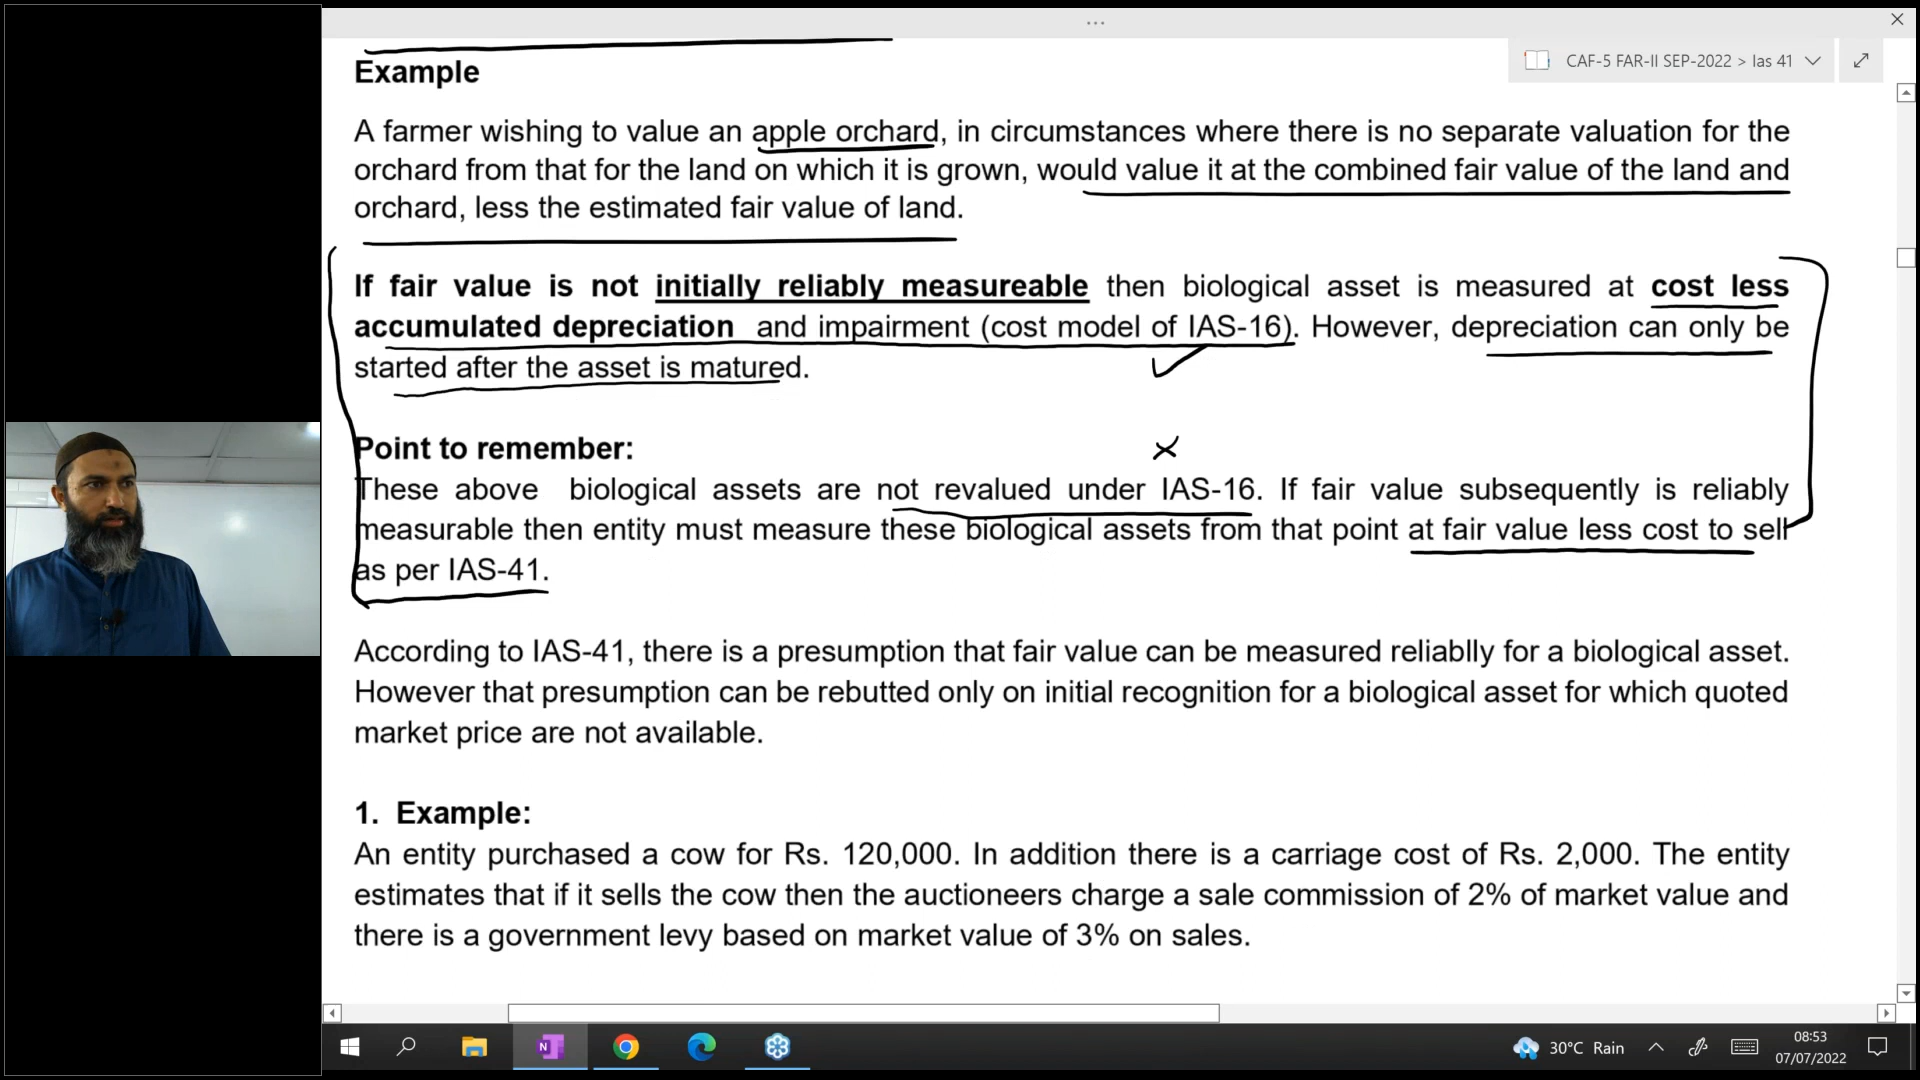 CAF-5 FAR-II SEP-2022 > Ias 41
Example
A farmer wishing to value an apple orchard, in circumstances where there is no separate valuation for the
orchard from that for the land on which it is grown, would value it at the combined fair value of the land and
orchard, less the estimated fair value of land.
If fair value is not initially reliably measureable then biological asset is measured at cost less
accumulated depreciation and impairment (cost model of IAS-16). However, depreciation can only be
started after the asset is matured.
Point to remember:
These above biological assets are not revalued under IAS-16. If fair value subsequently is reliably
measurable then entity must measure these biological assets from that point at fair value less cost to sell
as per IAS-41.
According to IAS-41, there is a presumption that fair value can be measured reliablly for a biological asset.
However that presumption can be rebutted only on initial recognition for a biological asset for which quoted
market price are not available.
1. Example:
An entity purchased a cow for Rs. 120,000. In addition there is a carriage cost of Rs. 2,000. The entity
estimates that if it sells the cow then the auctioneers charge a sale commission of 2% of market value and
there is a government levy based on market value of 3% on sales.
30°C Rain
08:53
07/07/2022